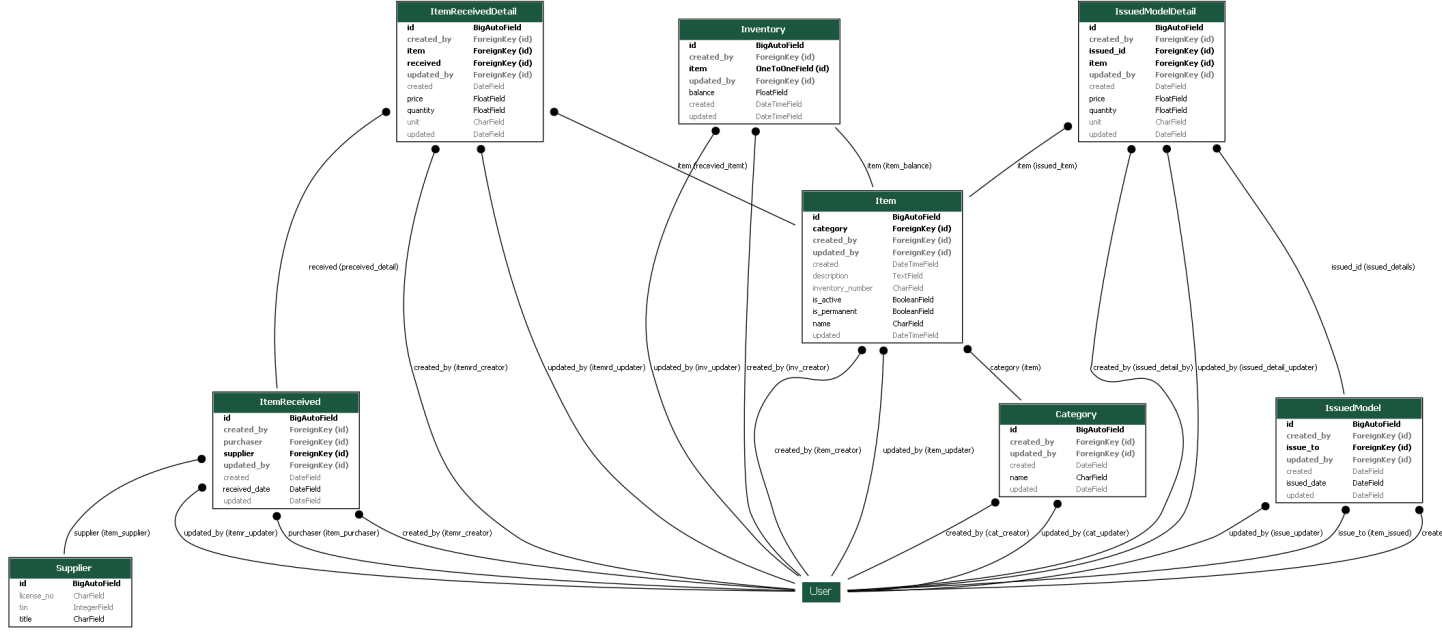 ItemReceivedDetail
id BigAutoField
created_by ForeignKey (id)
item ForeignKey (id)
received ForeignKey (id)
updated_by ForeignKey (id)
created DateField
price FloatField
quantity FloatField
unit CharField
updated DateField
Inventory
id BigAutoField
created_by ForeignKey (id)
item OneToOneField (id)
updated_by ForeignKey (id)
balance FloatField
created DateTimeField
updated DateTimeField
IssuedModelDetail
id BigAutoField
created_by ForeignKey (id)
issued_id ForeignKey (id)
item ForeignKey (id)
updated_by ForeignKey (id)
created DateField
price FloatField
quantity FloatField
unit CharField
updated DateField
item (recevied_itemt)
item (item_balance)
item (issued_item)
Item
id BigAutoField
category ForeignKey (id)
created_by ForeignKey (id)
updated_by ForeignKey (id)
created DateTimeField
description TextField
inventory_number CharField
is_active BooleanField
is_permanent BooleanField
name CharField
updated DateTimeField
received (preceived_detail)
issued_id (issued_details)
created_by (itemrd_creator)
updated_by (itemrd_updater)
updated_by (inv_updater)
created_by (inv_creator)
category (item)
created_by (issued_detail_by)
updated_by (issued_detail_updater)
ItemReceived
id BigAutoField
created_by ForeignKey (id)
purchaser ForeignKey (id)
supplier ForeignKey (id)
updated_by ForeignKey (id)
created DateField
received_date DateField
updated DateField
created_by (item_creator)
updated_by (item_updater)
Category
id BigAutoField
created_by ForeignKey (id)
updated_by ForeignKey (id)
created DateField
name CharField
updated DateField
IssuedModel
id BigAutoField
created_by ForeignKey (id)
issue_to ForeignKey (id)
updated_by ForeignKey (id)
created DateField
issued_date DateField
updated DateField
supplier (item_supplier)
updated_by (itemr_updater)
purchaser (item_purchaser)
created_by (itemr_creator)
created_by (cat_creator)
updated_by (cat_updater)
updated_by (issue_updater)
issue_to (item_issued)
create
Supplier
id BigAutoField
license_no CharField
tin IntegerField
title CharField
User